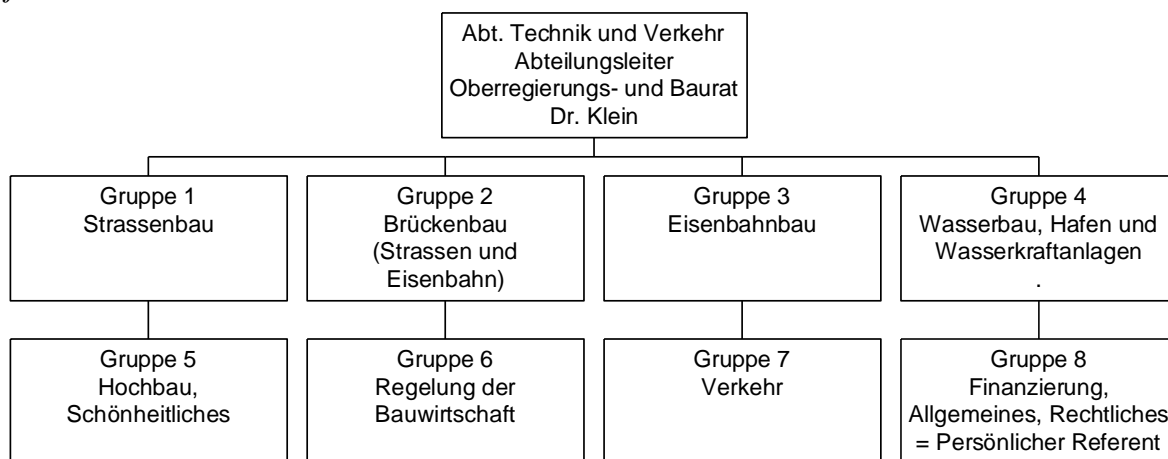 Abt. Technik und Verkehr
Abteilungsleiter
Oberregierungs- und Baurat
Dr. Klein
Gruppe 1
Strassenbau
Gruppe 2
Brückenbau
(Strassen und
Eisenbahn)
Gruppe 3
Eisenbahnbau
Gruppe 4
Wasserbau, Hafen und
Wasserkraftanlagen
.
Gruppe 5
Hochbau,
Schönheitliches
Gruppe 6
Regelung der
Bauwirtschaft
Gruppe 7
Verkehr
Gruppe 8
Finanzierung,
Allgemeines, Rechtliches
= Persönlicher Referent